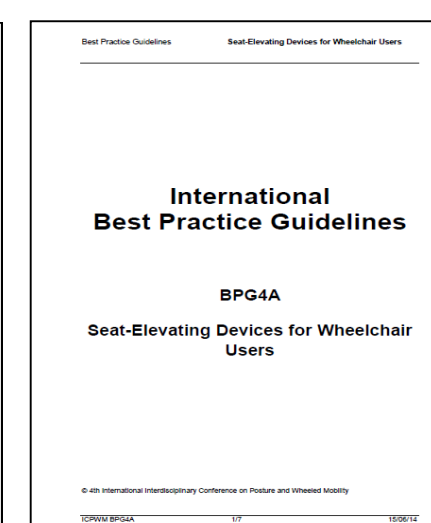 Best Practice Guidelines Seat-Elevating Devices for Wheelchair Users
International
Best Practice Guidelines
BPG4A
Seat-Elevating Devices for Wheelchair
Users
© 4th International Interdisciplinary Conference on Posture and Wheeled Mobility
ICPWM BPG4A 1/7 15/06/14